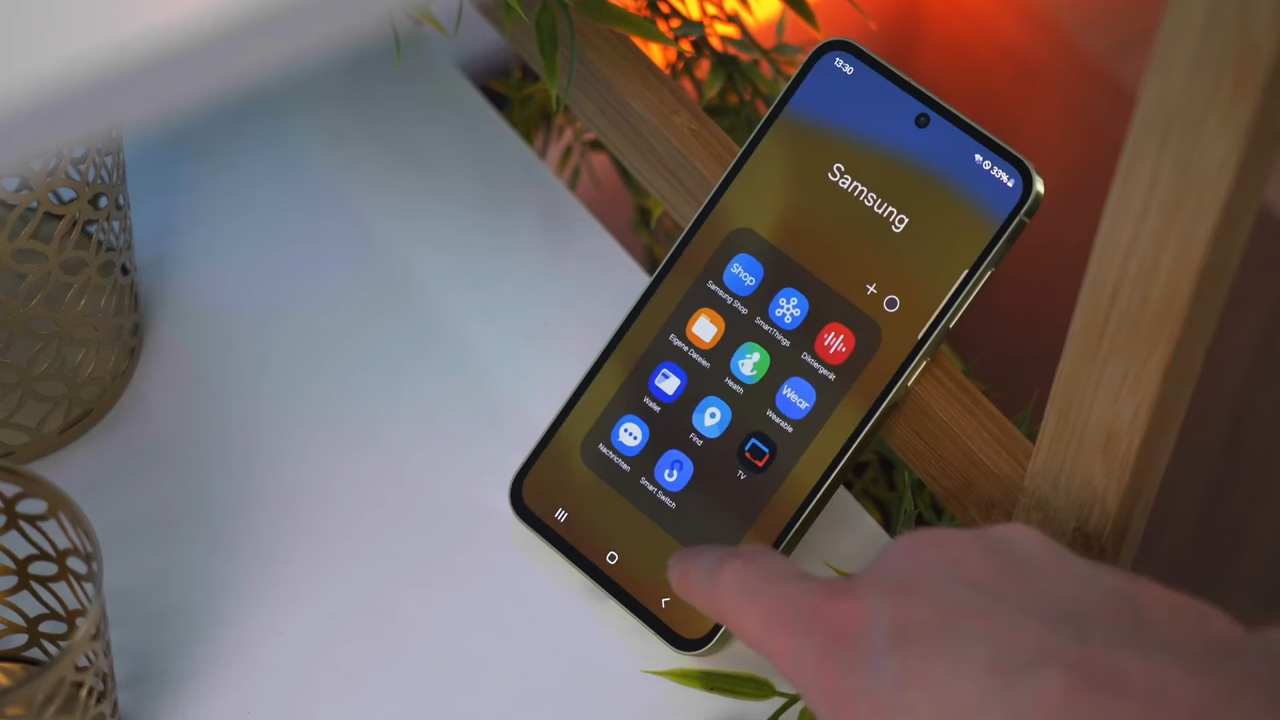 13:30
33%
Samsung
Shop
Samsung Shop
SmartThings
Diktiergerät
Eigene Dateien
Health
Wear
Wearable
Wallet
Find
TV
Nachrichten
Smart Switch